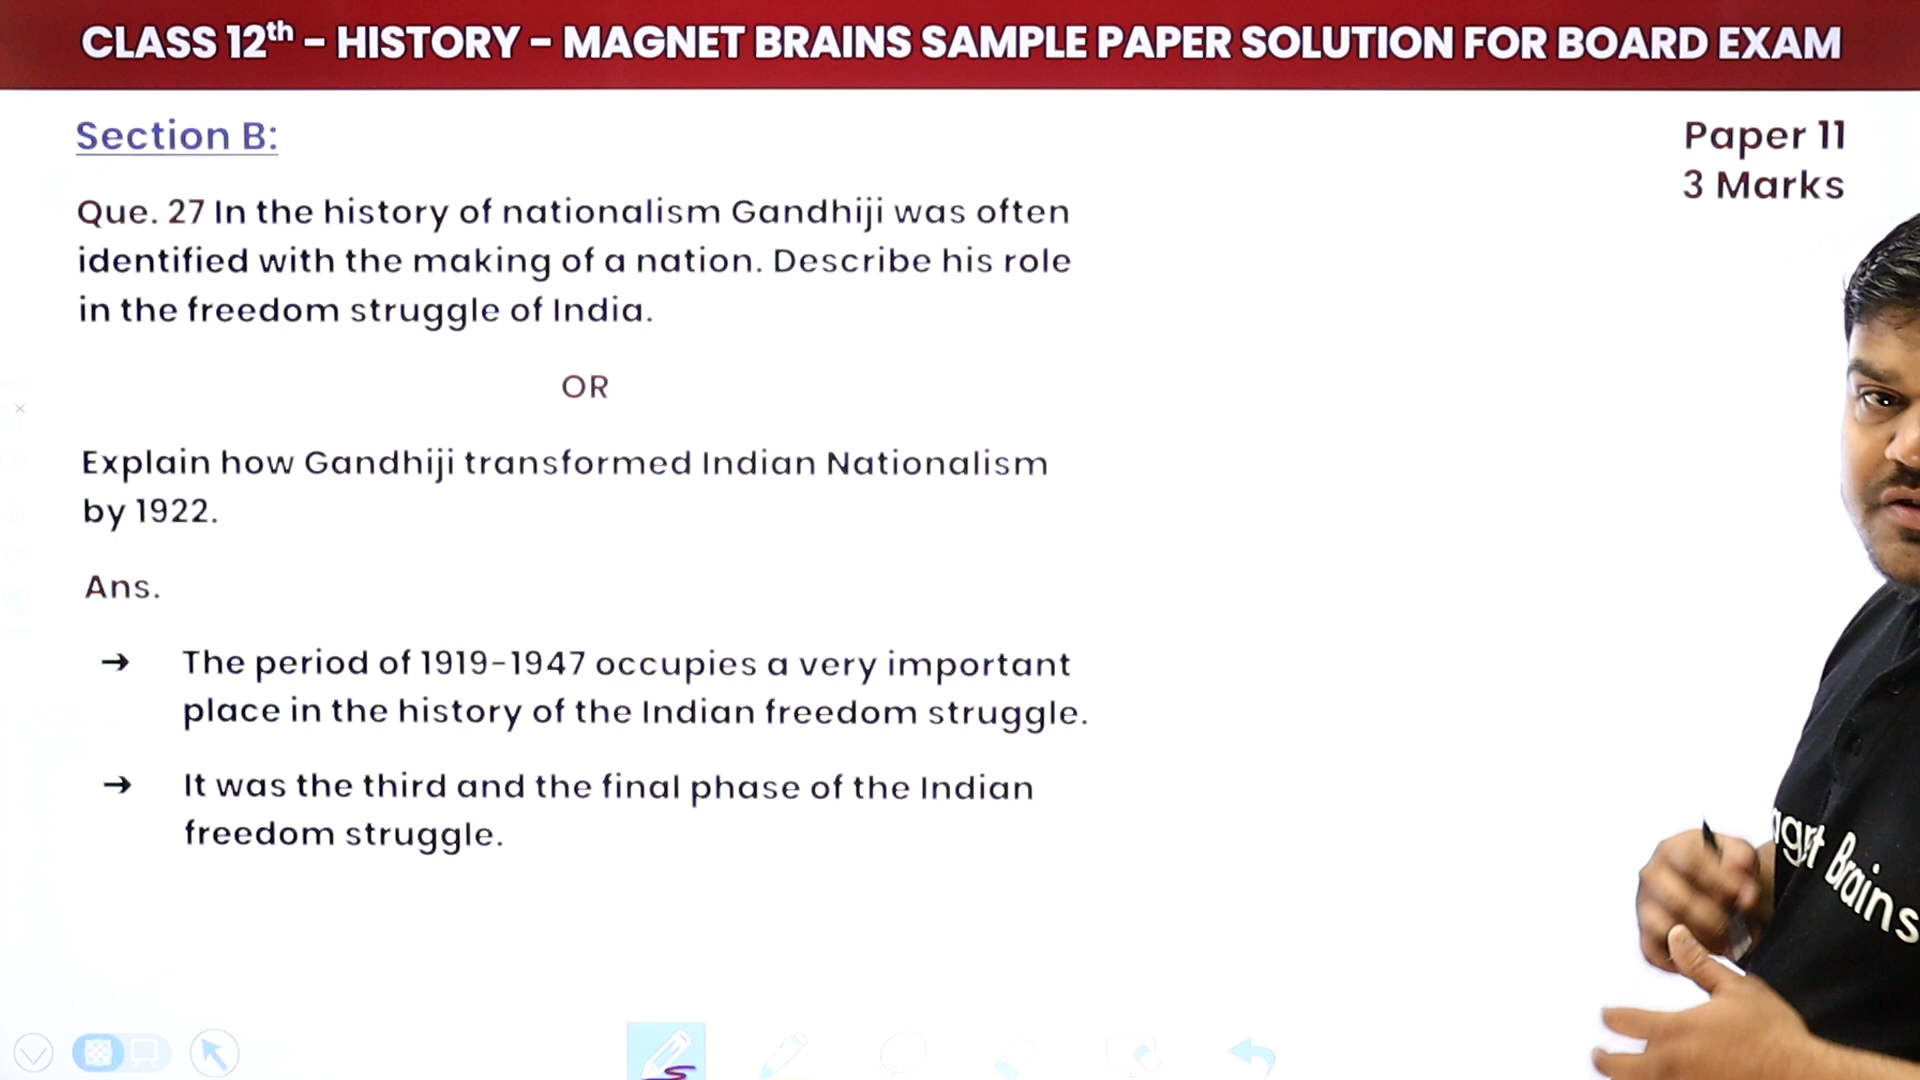 CLASS 12th - HISTORY - MAGNET BRAINS SAMPLE PAPER SOLUTION FOR BOARD EXAM
Section B:
Paper 11
3 Marks
Que. 27 In the history of nationalism Gandhiji was often
identified with the making of a nation. Describe his role
in the freedom struggle of India.
OR
Explain how Gandhiji transformed Indian Nationalism
by 1922.
Ans.
→ The period of 1919-1947 occupies a very important
place in the history of the Indian freedom struggle.
→ It was the third and the final phase of the Indian
freedom struggle.
Brains